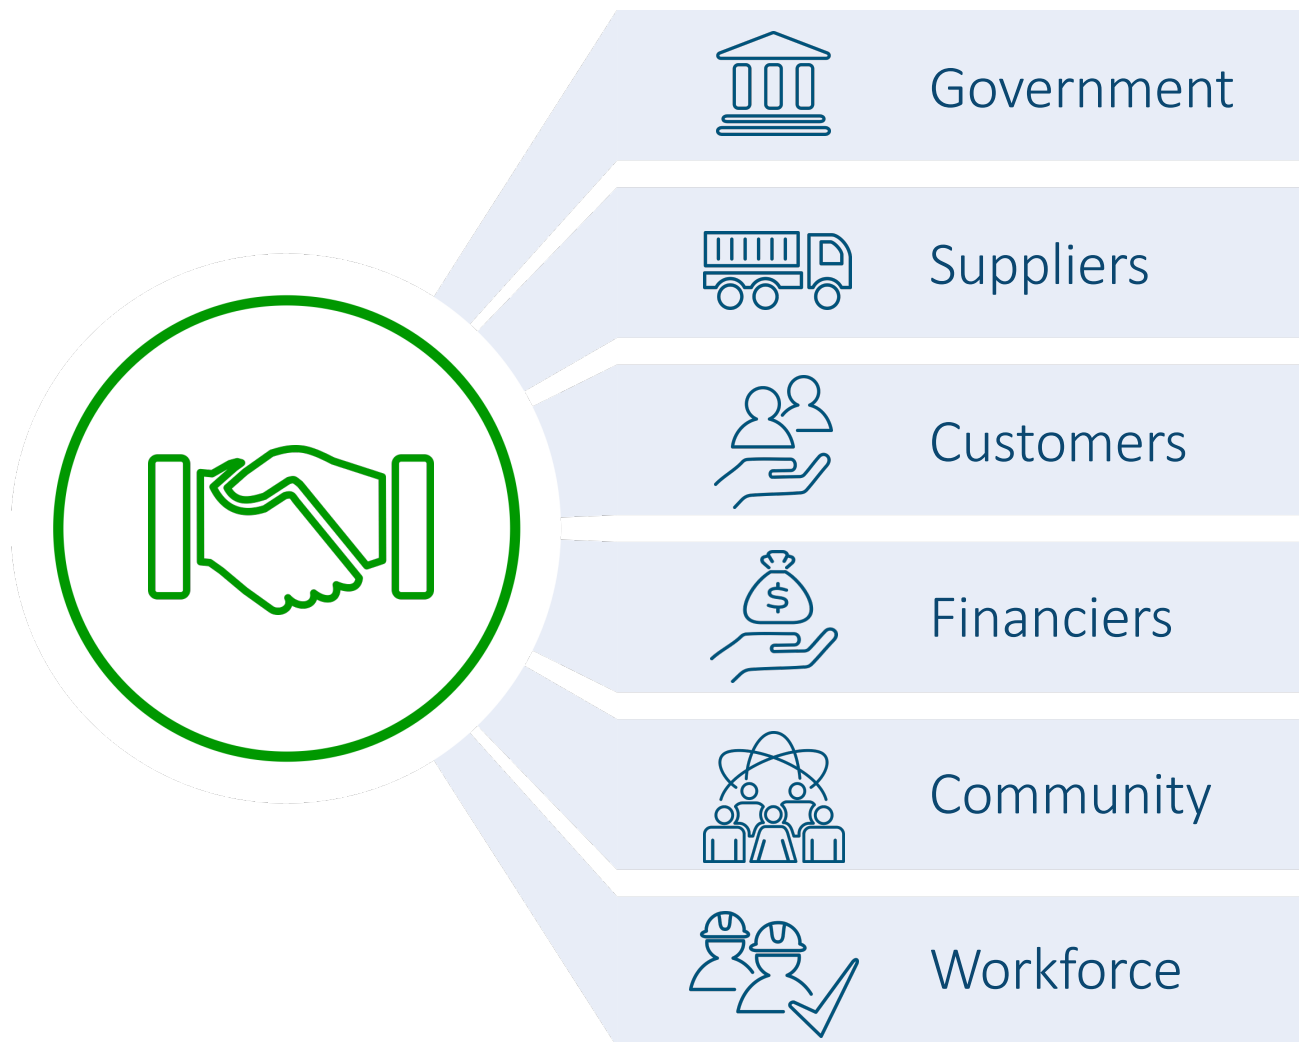 Government
Suppliers
Customers
$
Financiers
Community
Workforce